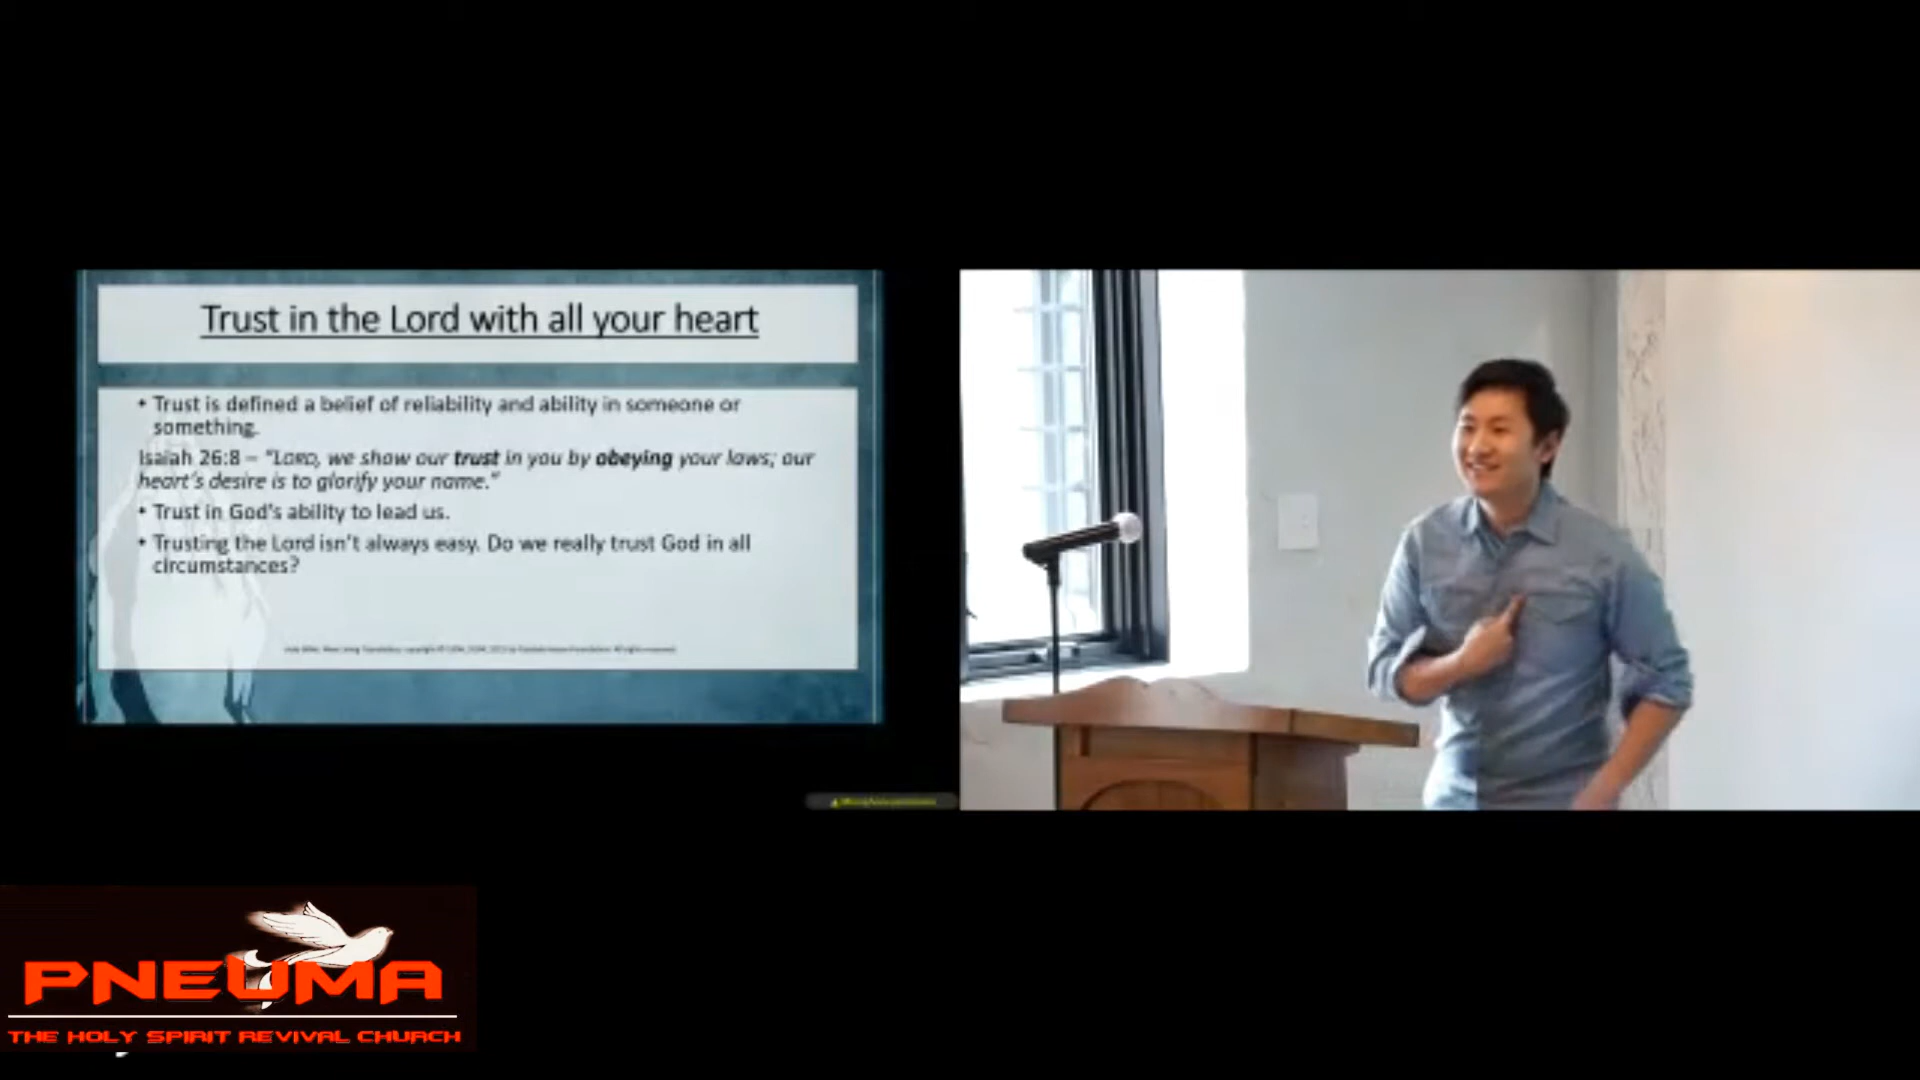 Trust in the Lord with all your heart
• Trust is defined a belief of reliability and ability in someone or
something.
Isaiah 26:8 – "LORD, we show our trust in you by obeying your laws; our
heart's desire is to glorify your name."
• Trust in God's ability to lead us.
• Trusting the Lord isn't always easy. Do we really trust God in all
circumstances?
PNEUMA
THE HOLY SPIRIT REVIVAL CHURCH